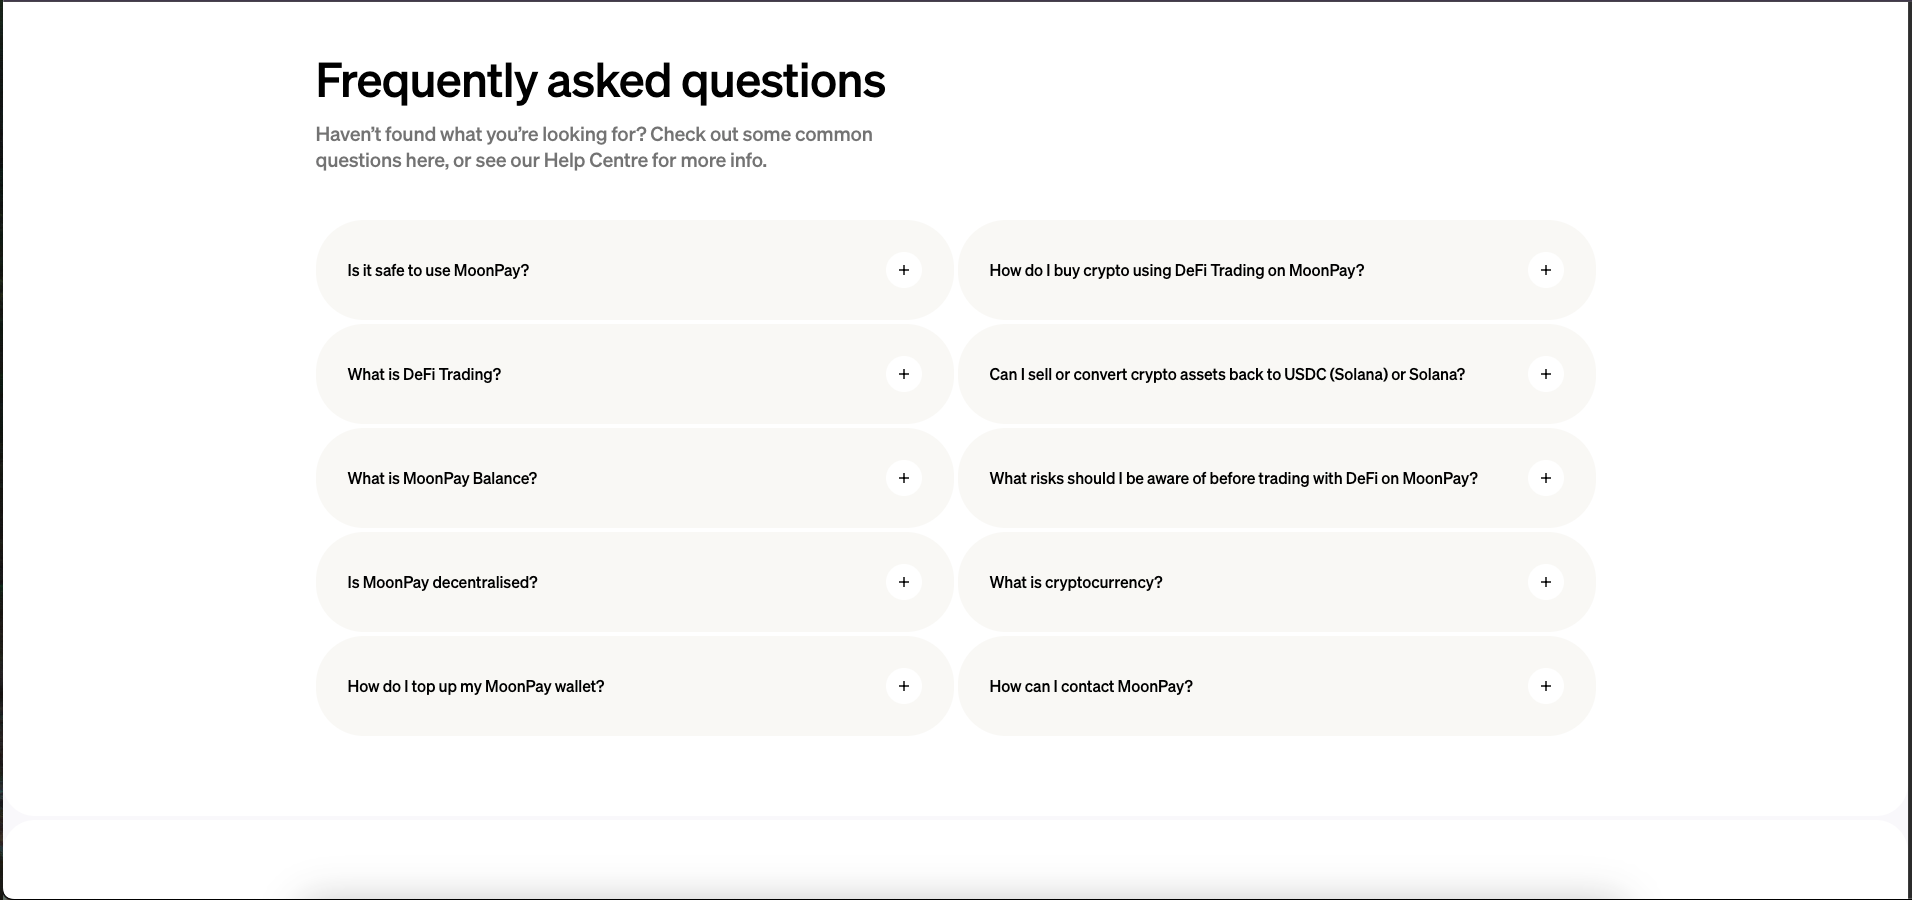 Frequently asked questions
Haven’t found what you’re looking for? Check out some common
questions here, or see our Help Centre for more info.
Is it safe to use MoonPay?
What is DeFi Trading?
What is MoonPay Balance?
Is MoonPay decentralised?
How do I top up my MoonPay wallet?
How do I buy crypto using DeFi Trading on MoonPay?
Can I sell or convert crypto assets back to USDC (Solana) or Solana?
What risks should I be aware of before trading with DeFi on MoonPay?
What is cryptocurrency?
How can I contact MoonPay?